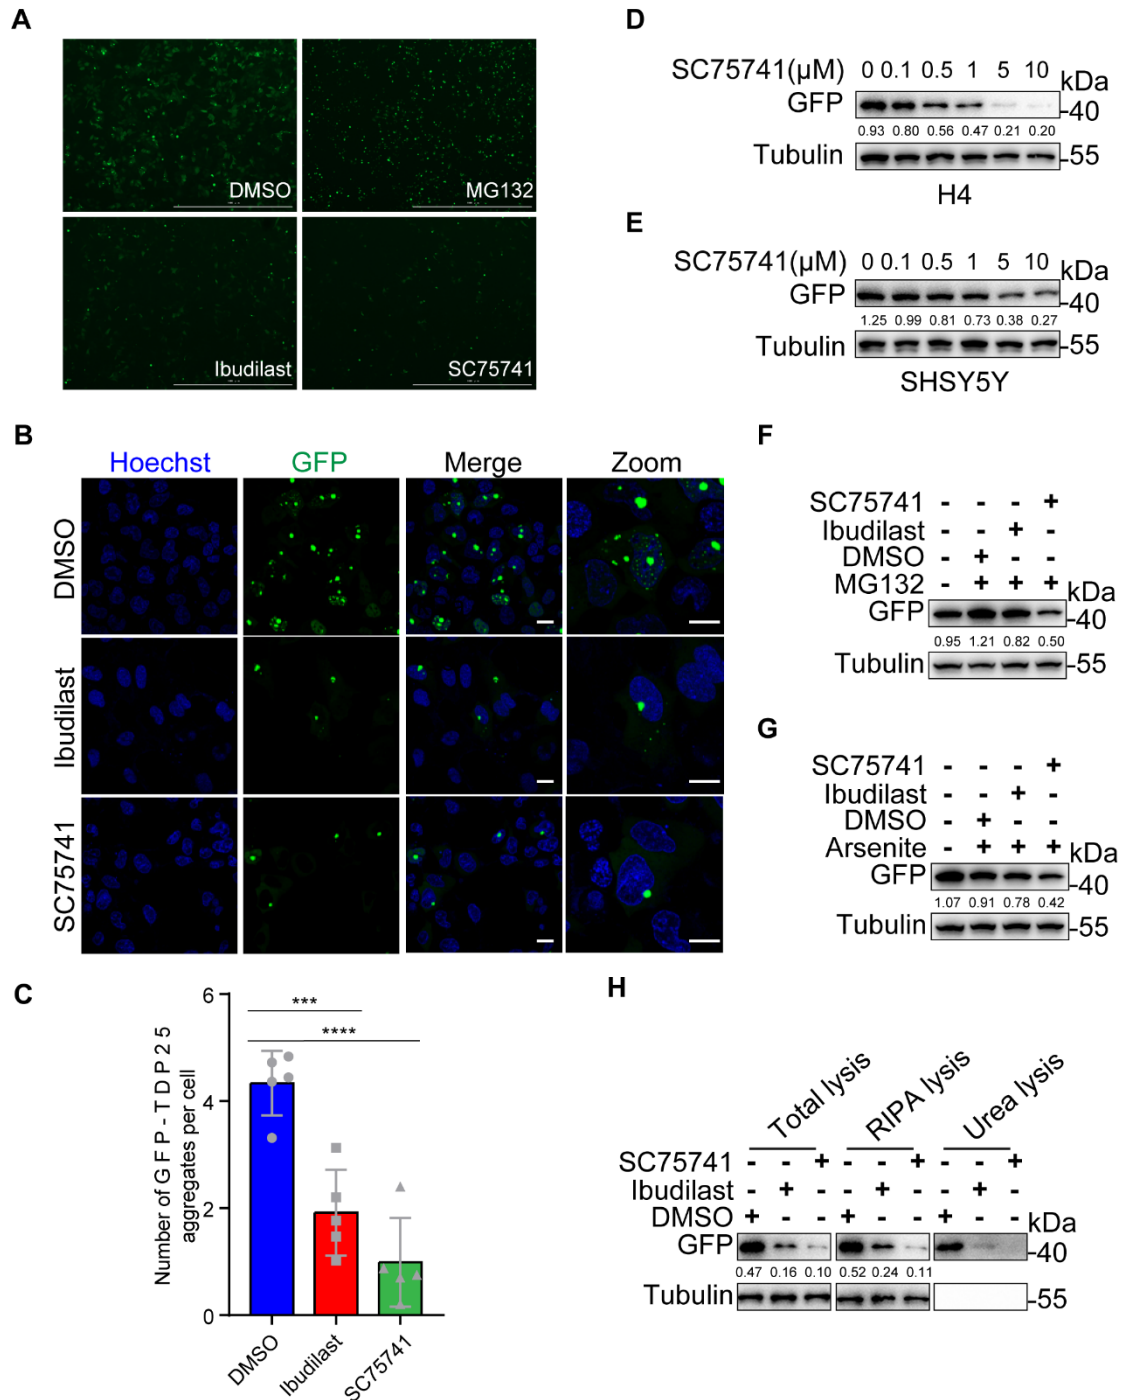 A
DMSO
MG132
Ibudilast
SC75741
B
Hoechst GFP Merge Zoom
DMSO
Ibudilast
SC75741
C
Number of GFP-TDP25
aggregates per cell
6
4
2
0
***
****
DMSO
Ibudilast
SC75741
D
SC75741(μM) 0 0.1 0.5 1 5 10 kDa
GFP -40
0.93 0.80 0.56 0.47 0.21 0.20
Tubulin -55
H4
E
SC75741(μM) 0 0.1 0.5 1 5 10 kDa
GFP -40
1.25 0.99 0.81 0.73 0.38 0.27
Tubulin -55
SHSY5Y
F
SC75741 - - - +
Ibudilast - - + -
DMSO - + - -
MG132 - + + + kDa
GFP -40
0.95 1.21 0.82 0.50
Tubulin -55
G
SC75741 - - - +
Ibudilast - - + -
DMSO - + - -
Arsenite - + + + kDa
GFP -40
1.07 0.91 0.78 0.42
Tubulin -55
H
Total lysis RIPA lysis Urea lysis
SC75741 - - + - - + - - +
Ibudilast - + - - + - - + -
DMSO + - - + - - + - - kDa
GFP -40
0.47 0.16 0.10 0.52 0.24 0.11
Tubulin -55